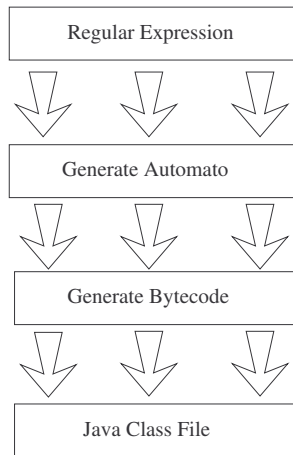 Regular Expression
Generate Automato
Generate Bytecode
Java Class File